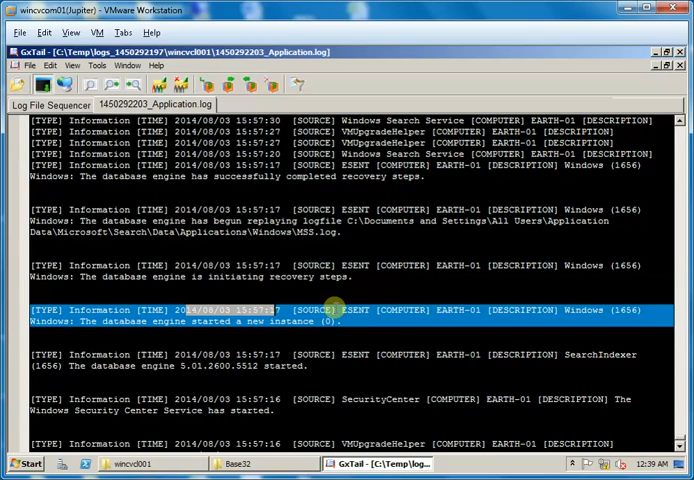 wincvcom01(Jupiter) - VMware Workstation
File Edit View VM Tabs Help
GxTail - [C:\Temp\logs_1450292197\wincvcl001\1450292203_Application.log]
File Edit View Tools Window Help
Log File Sequencer 1450292203_Application.log
[TYPE] Information [TIME] 2014/08/03 15:57:30 [SOURCE] Windows Search Service [COMPUTER] EARTH-01 [DESCRIPTION]
[TYPE] Information [TIME] 2014/08/03 15:57:27 [SOURCE] VMUpgradeHelper [COMPUTER] EARTH-01 [DESCRIPTION]
[TYPE] Information [TIME] 2014/08/03 15:57:27 [SOURCE] VMUpgradeHelper [COMPUTER] EARTH-01 [DESCRIPTION]
[TYPE] Information [TIME] 2014/08/03 15:57:20 [SOURCE] Windows Search Service [COMPUTER] EARTH-01 [DESCRIPTION]
[TYPE] Information [TIME] 2014/08/03 15:57:17 [SOURCE] ESENT [COMPUTER] EARTH-01 [DESCRIPTION] Windows (1656)
Windows: The database engine has successfully completed recovery steps.
[TYPE] Information [TIME] 2014/08/03 15:57:17 [SOURCE] ESENT [COMPUTER] EARTH-01 [DESCRIPTION] Windows (1656)
Windows: The database engine has begun replaying logfile C:\Documents and Settings\All Users\Application
Data\Microsoft\Search\Data\Applications\Windows\MSS.log.
[TYPE] Information [TIME] 2014/08/03 15:57:17 [SOURCE] ESENT [COMPUTER] EARTH-01 [DESCRIPTION] Windows (1656)
Windows: The database engine is initiating recovery steps.
[TYPE] Information [TIME] 2014/08/03 15:57:17 [SOURCE] ESENT [COMPUTER] EARTH-01 [DESCRIPTION] Windows (1656)
Windows: The database engine started a new instance (0).
[TYPE] Information [TIME] 2014/08/03 15:57:17 [SOURCE] ESENT [COMPUTER] EARTH-01 [DESCRIPTION] SearchIndexer
(1656) The database engine 5.01.2600.5512 started.
[TYPE] Information [TIME] 2014/08/03 15:57:16 [SOURCE] SecurityCenter [COMPUTER] EARTH-01 [DESCRIPTION] The
Windows Security Center Service has started.
[TYPE] Information [TIME] 2014/08/03 15:57:16 [SOURCE] VMUpgradeHelper [COMPUTER] EARTH-01 [DESCRIPTION]
Start wincvcl001 Base32 GxTail - [C:\Temp\log... 12:39 AM